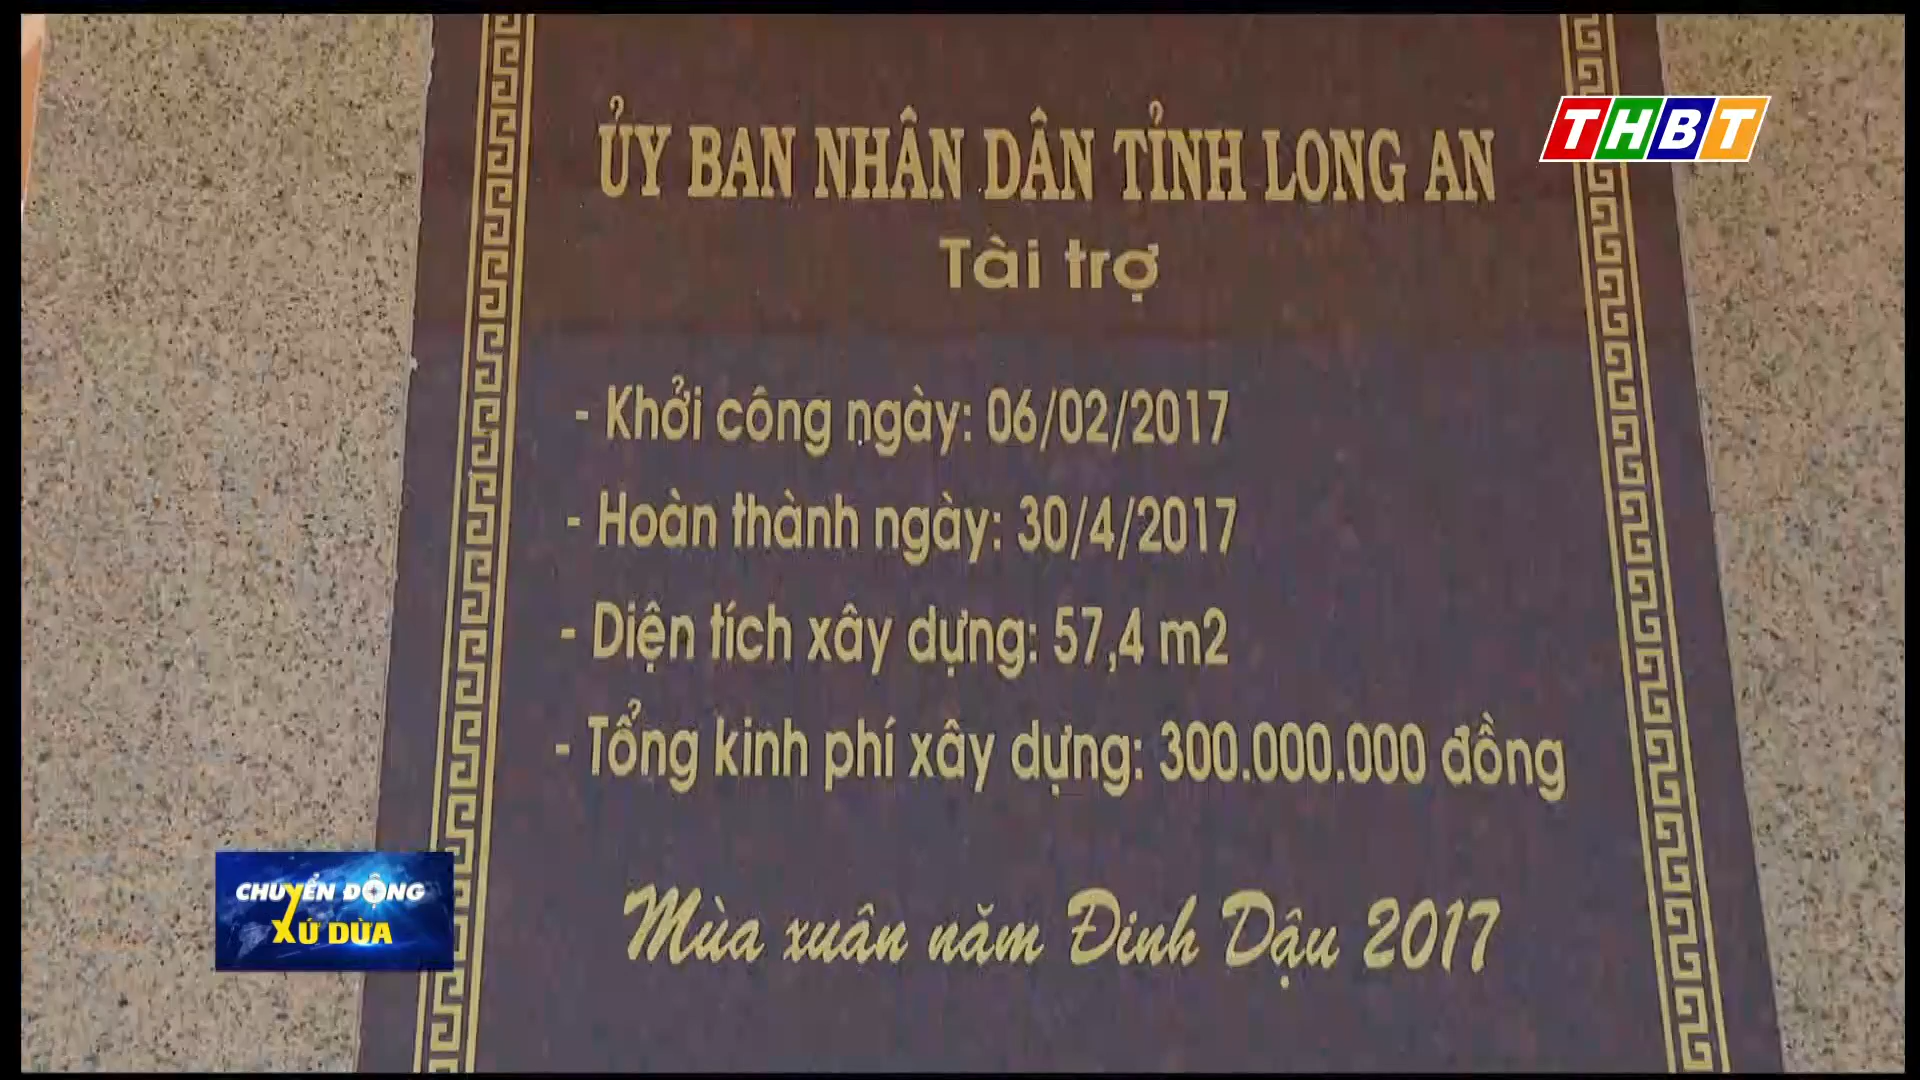 THBT
ỦY BAN NHÂN DÂN TỈNH LONG AN
Tài trợ
- Khởi công ngày: 06/02/2017
- Hoàn thành ngày: 30/4/2017
- Diện tích xây dựng: 57,4 m2
- Tổng kinh phí xây dựng: 300.000.000 đồng
CHUYỂN ĐỘNG
XỨ DỪA
Mùa xuân năm Đinh Dậu 2017